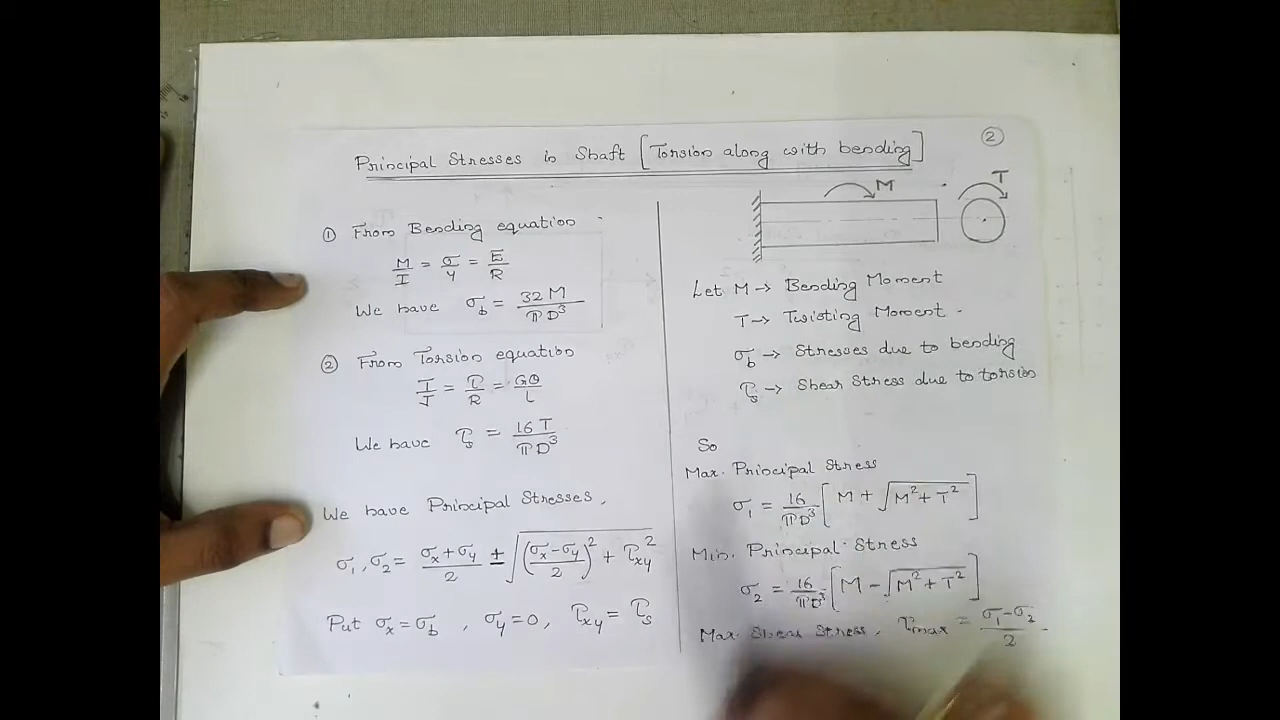 ②
Principal Stresses in Shaft [Torsion along with bending]
① From Bending equation
M/I = σ/y = E/R
We have σb = 32M/πD³
② From Torsion equation
T/J = τ/R = Gθ/L
We have τs = 16T/πD³
We have Principal Stresses,
σ1, σ2 = (σx+σy)/2 ± √(((σx-σy)/2)² + τxy²)
Put σx = σb, σy = 0, τxy = τs
M
T
Let M → Bending Moment
T → Twisting Moment.
σb → Stresses due to bending
τs → Shear Stress due to torsion
So
Max. Principal Stress
σ1 = 16/πD³ [M + √(M² + T²)]
Min. Principal Stress
σ2 = 16/πD³ [M - √(M² + T²)]
Max. Shear Stress, τmax = (σ1-σ2)/2